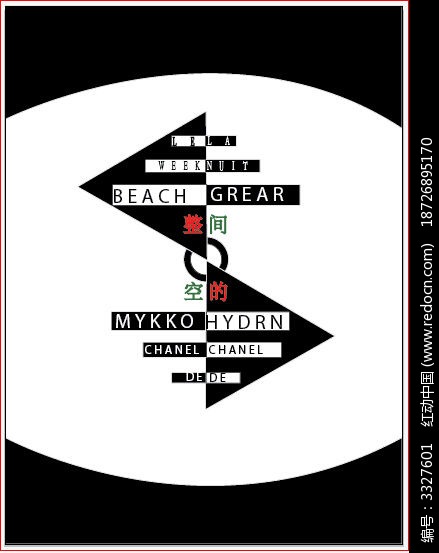 LELA
WEEKNUIT
BEACH GREAR
整间
空的
MYKKO HYDRN
CHANEL CHANEL
DE DE
编号：3327601 红动中国 (www.redocn.com) 18726895170